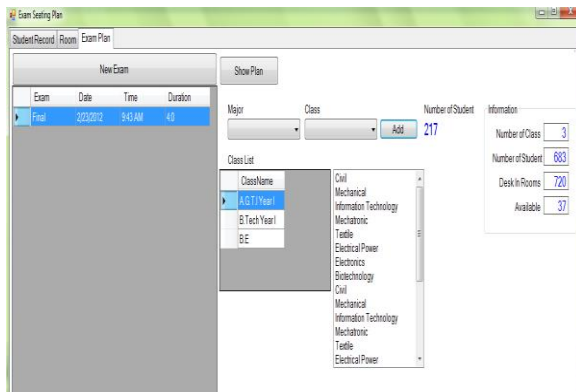 Exam Seating Plan
Student Record Room Exam Plan
New Exam
Exam Date Time Duration
Final 2/23/2012 9:43 AM 4:0
Show Plan
Major Class Number of Student
Add 217
Class List
ClassName
A.G.T.I Year I
B.Tech Year I
B.E
Civil
Mechanical
Information Technology
Mechatronic
Textile
Electrical Power
Electronics
Biotechnology
Civil
Mechanical
Information Technology
Mechatronic
Textile
Electrical Power
Information
Number of Class 3
Number of Student 683
Desk In Rooms 720
Available 37